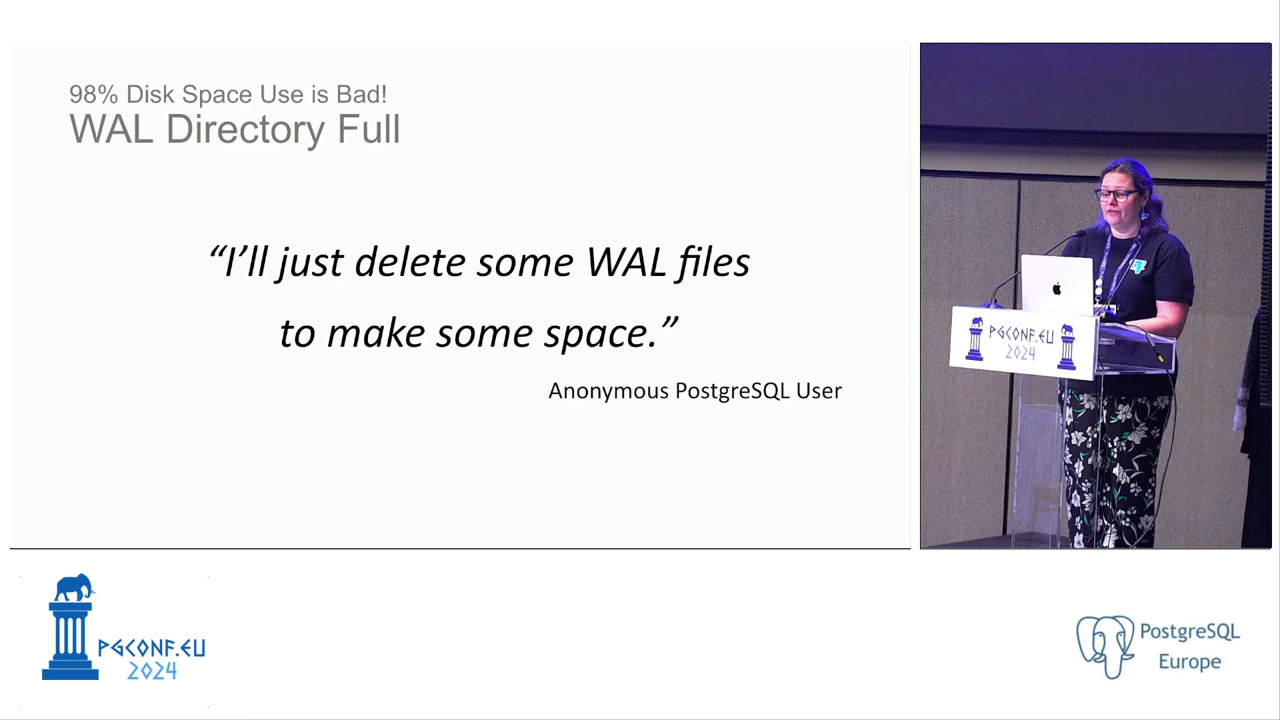 98% Disk Space Use is Bad!
WAL Directory Full
“I’ll just delete some WAL files
to make some space.”
Anonymous PostgreSQL User
PGCONF.EU
2024
PGCONF.EU
2024
PostgreSQL
Europe